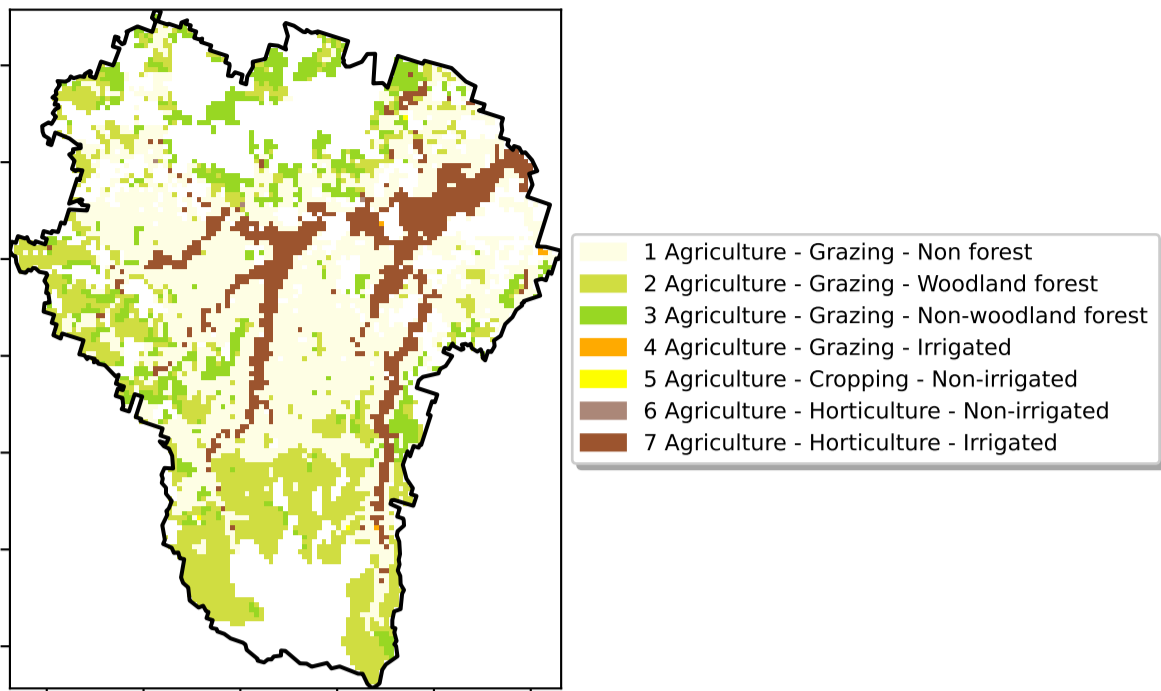 1 Agriculture - Grazing - Non forest
2 Agriculture - Grazing - Woodland forest
3 Agriculture - Grazing - Non-woodland forest
4 Agriculture - Grazing - Irrigated
5 Agriculture - Cropping - Non-irrigated
6 Agriculture - Horticulture - Non-irrigated
7 Agriculture - Horticulture - Irrigated